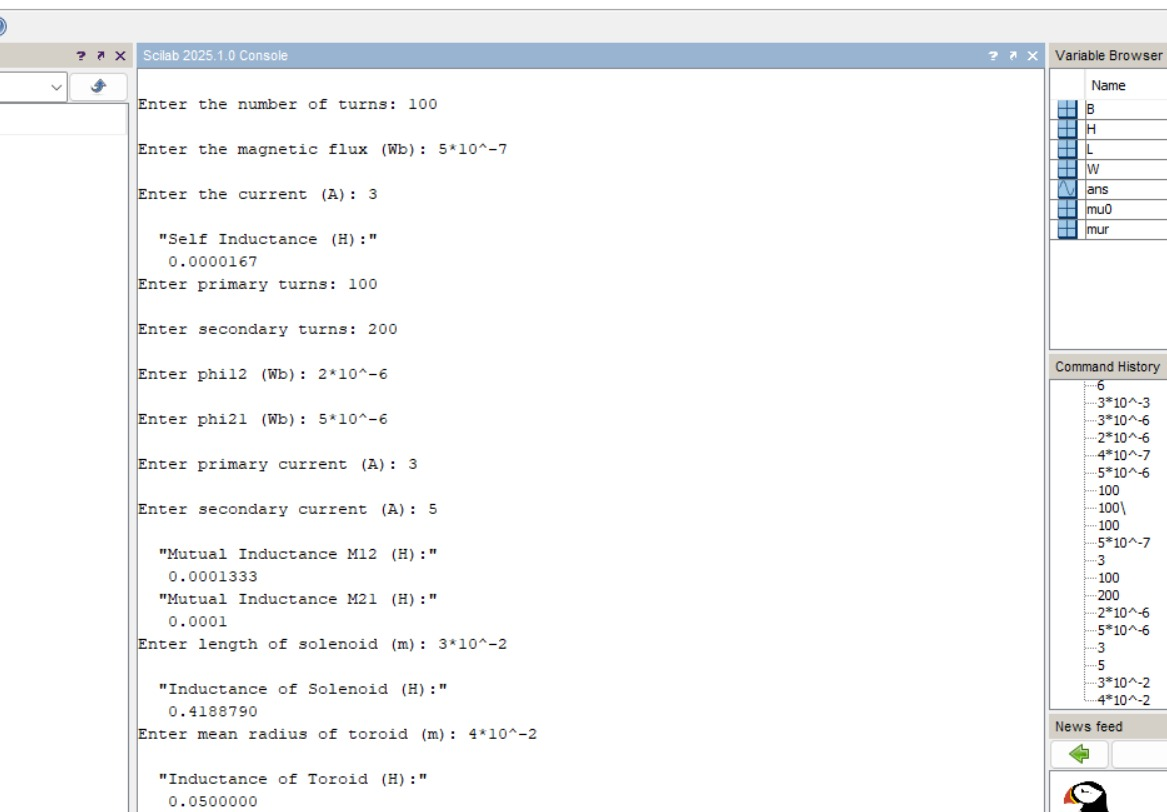 Scilab 2025.1.0 Console
Enter the number of turns: 100
Enter the magnetic flux (Wb): 5*10^-7
Enter the current (A): 3
"Self Inductance (H):"
0.0000167
Enter primary turns: 100
Enter secondary turns: 200
Enter phi12 (Wb): 2*10^-6
Enter phi21 (Wb): 5*10^-6
Enter primary current (A): 3
Enter secondary current (A): 5
"Mutual Inductance M12 (H):"
0.0001333
"Mutual Inductance M21 (H):"
0.0001
Enter length of solenoid (m): 3*10^-2
"Inductance of Solenoid (H):"
0.4188790
Enter mean radius of toroid (m): 4*10^-2
"Inductance of Toroid (H):"
0.0500000
Variable Browser
Name
B
H
L
W
ans
mu0
mur
Command History
6
3*10^-3
3*10^-6
2*10^-6
4*10^-7
5*10^-6
100
100\
100
5*10^-7
3
100
200
2*10^-6
5*10^-6
3
5
3*10^-2
4*10^-2
News feed